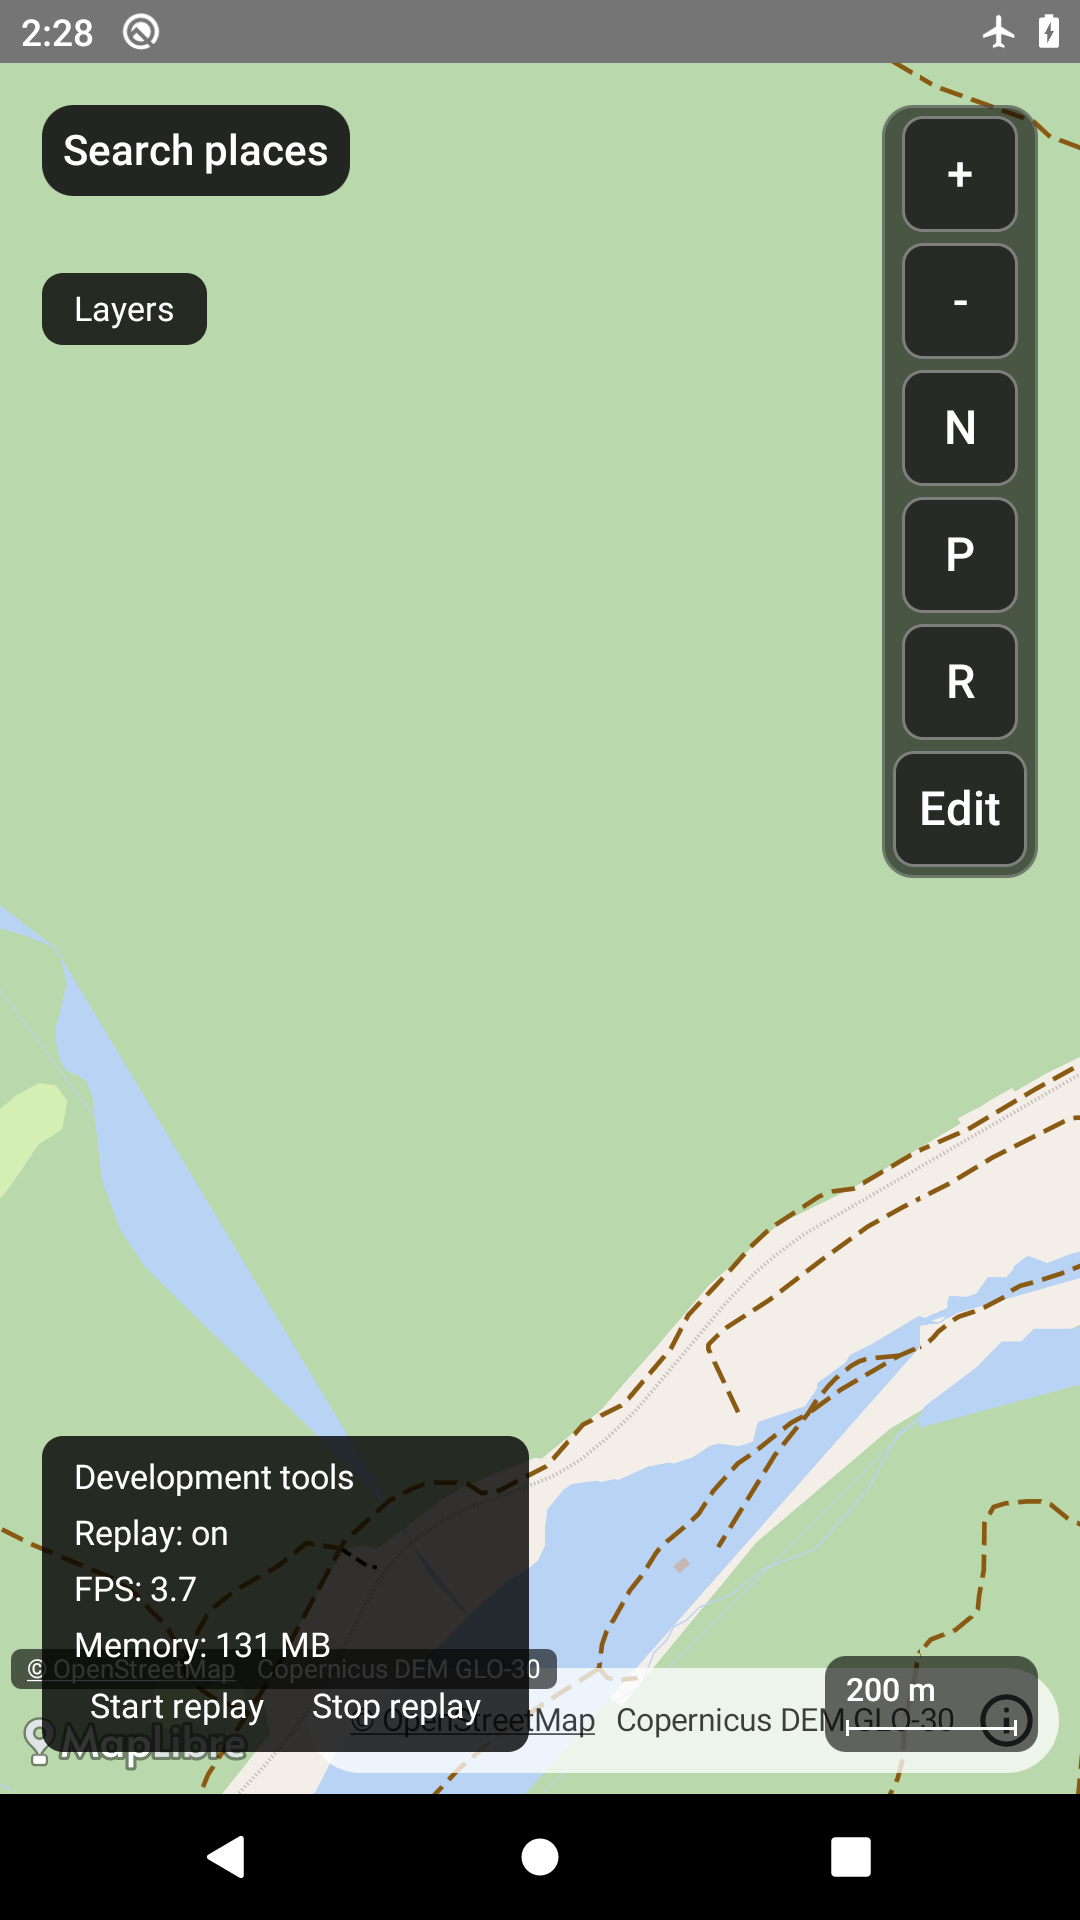 2:28
Search places
+
Layers
-
N
P
R
Edit
Development tools
Replay: on
FPS: 3.7
Memory: 131 MB
© OpenStreetMap Copernicus DEM GLO-30
200 m
Start replay Stop replay
© OpenStreetMap Copernicus DEM GLO-30
MapLibre